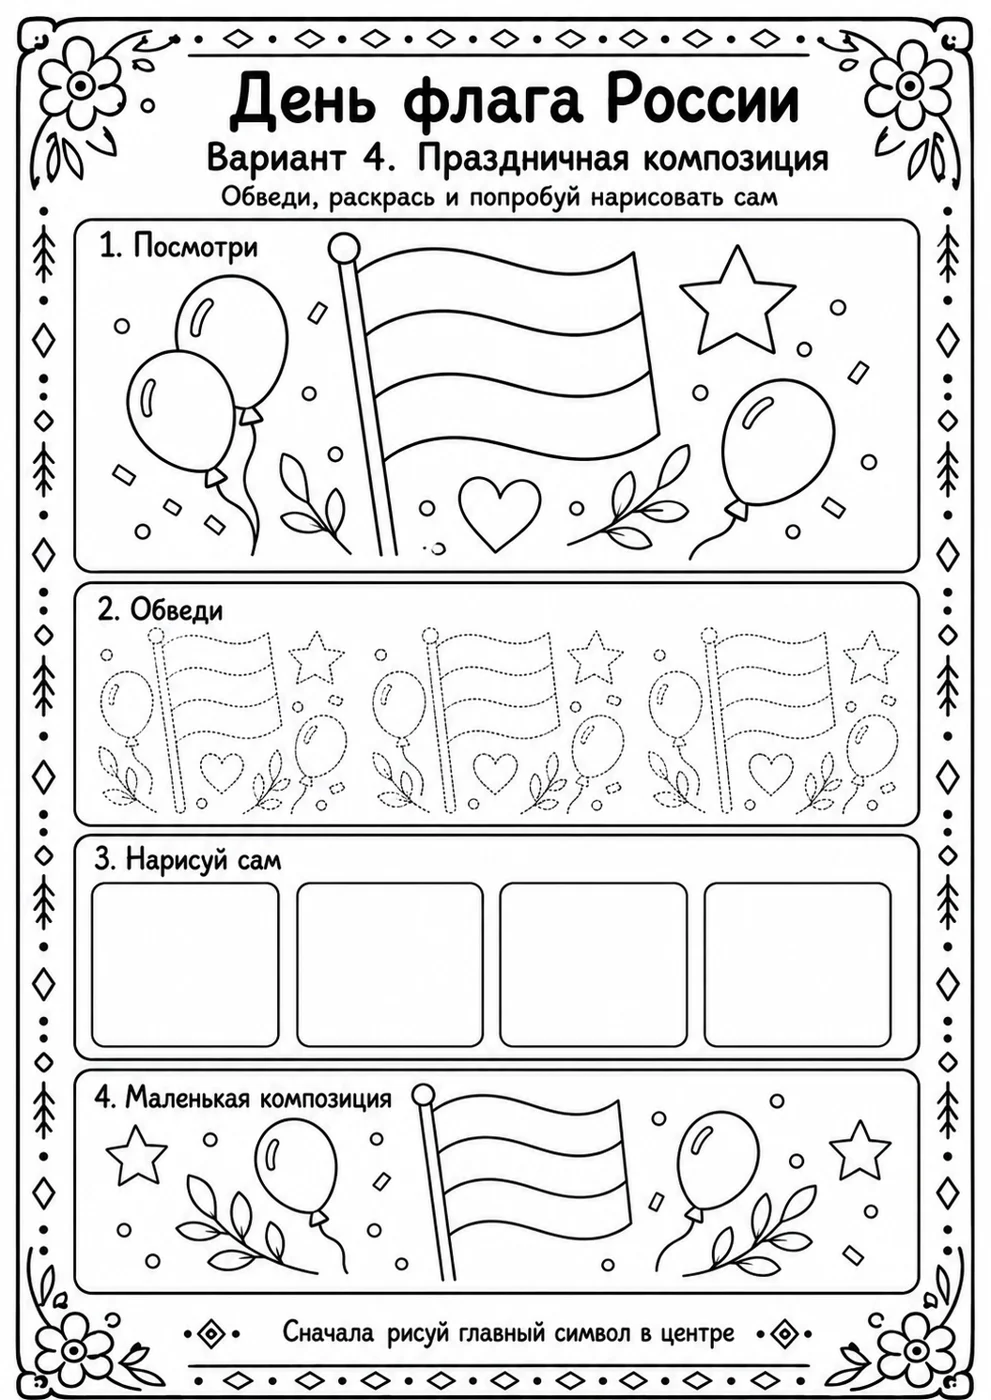 День флага России
Вариант 4. Праздничная композиция
Обведи, раскрась и попробуй нарисовать сам
1. Посмотри
2. Обведи
3. Нарисуй сам
4. Маленькая композиция
Сначала рисуй главный символ в центре